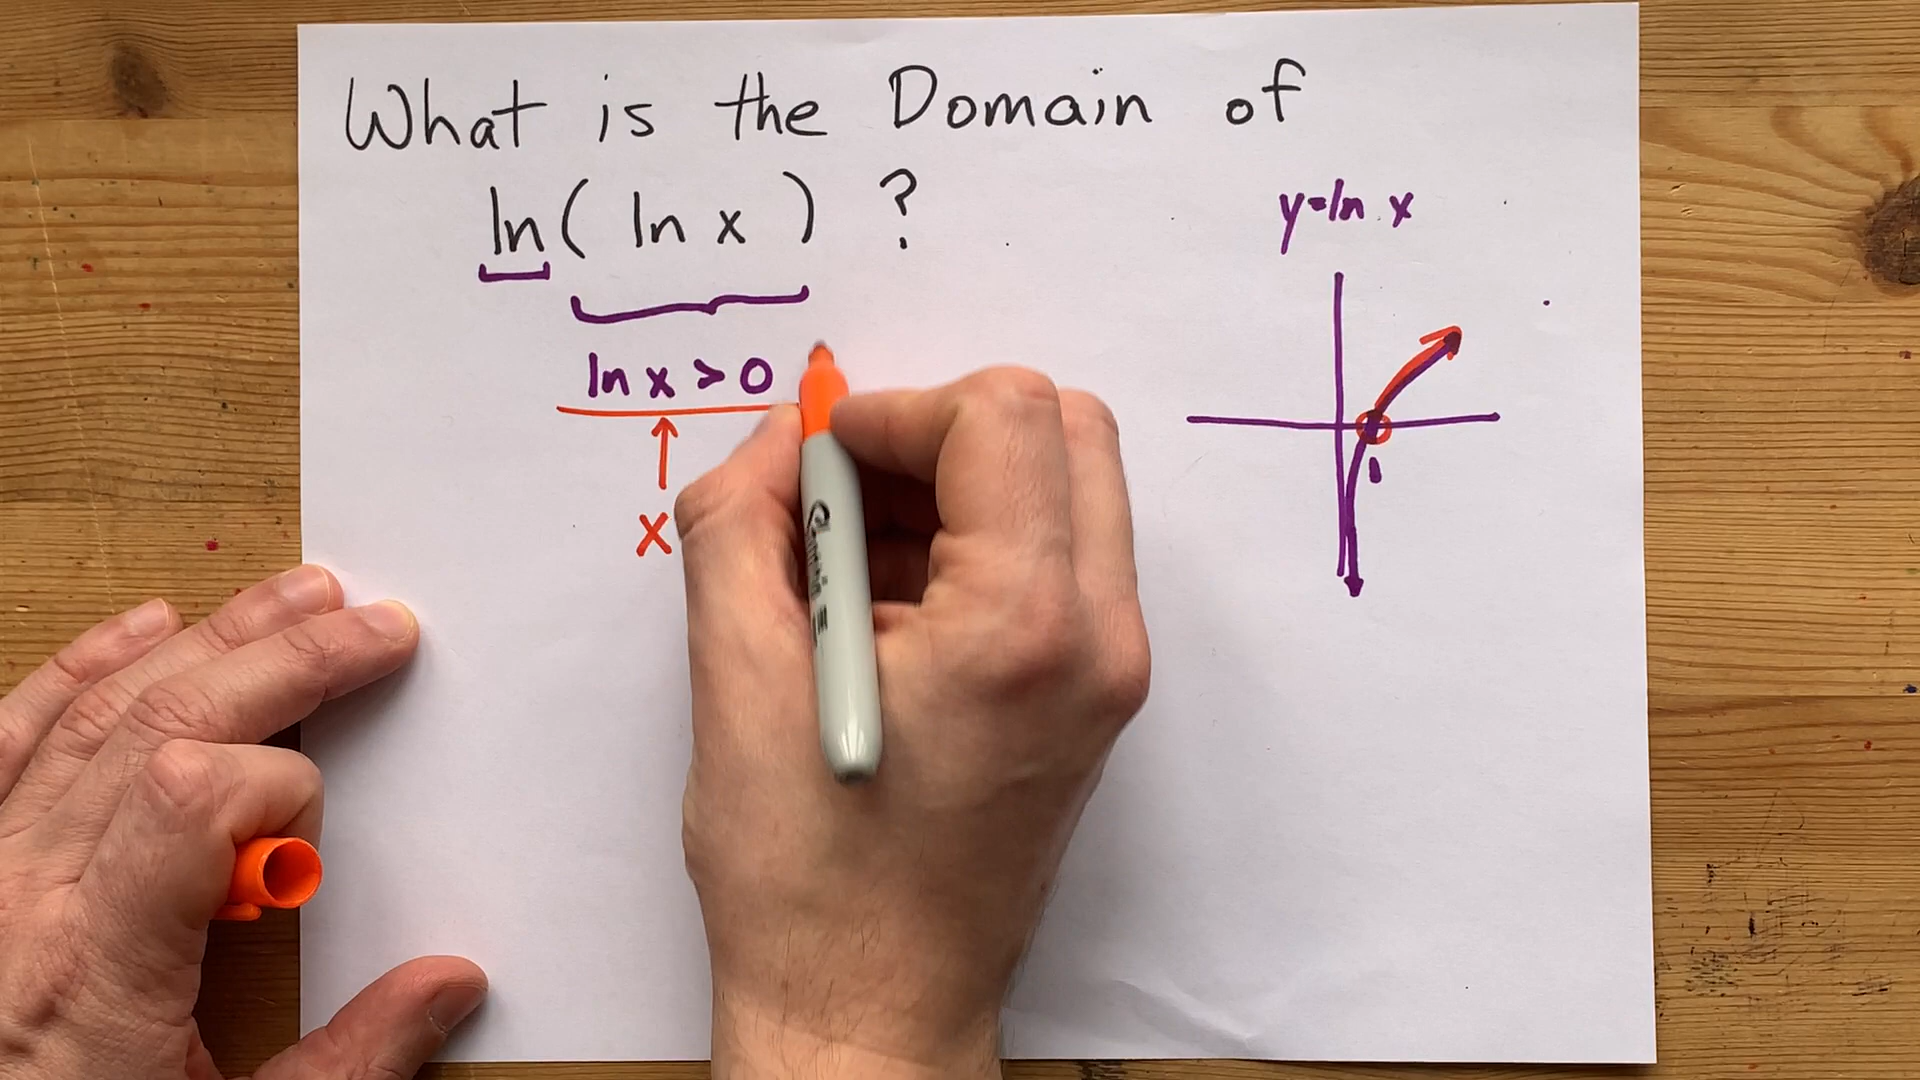 What is the Domain of
ln( ln x ) ?
y=ln x
ln x > 0
1
x